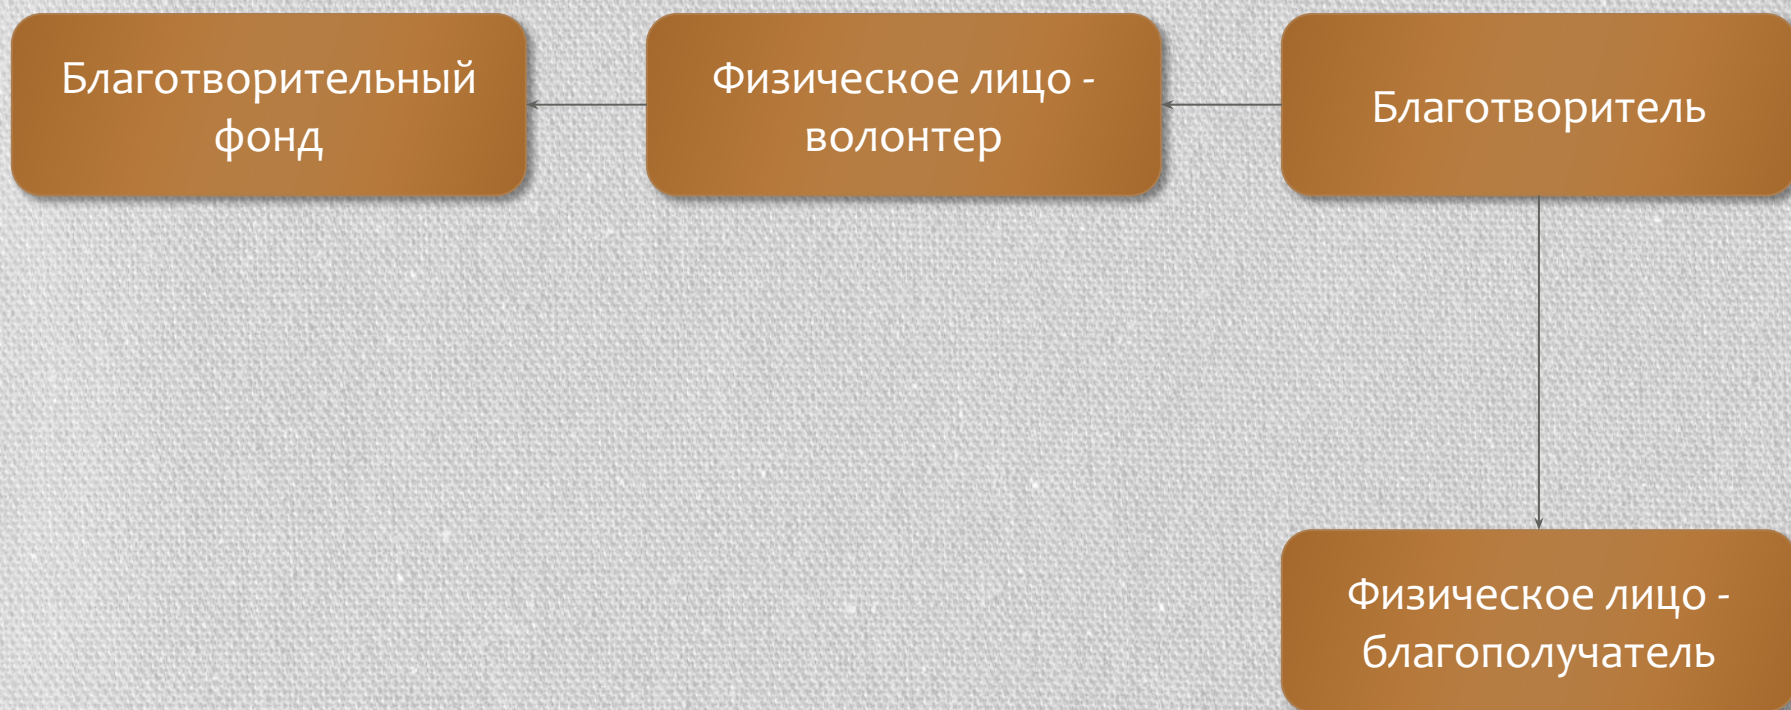 Благотворительный
фонд
Физическое лицо -
волонтер
Благотворитель
Физическое лицо -
благополучатель